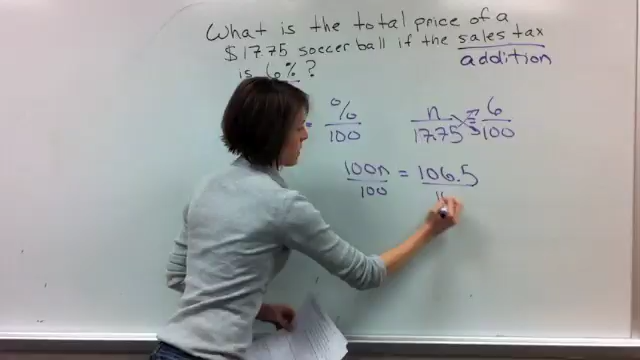 What is the total price of a
$17.75 soccer ball if the sales tax
is 6%?
addition
= % / 100
n / 17.75 = 6 / 100
100n / 100 = 106.5 / 1